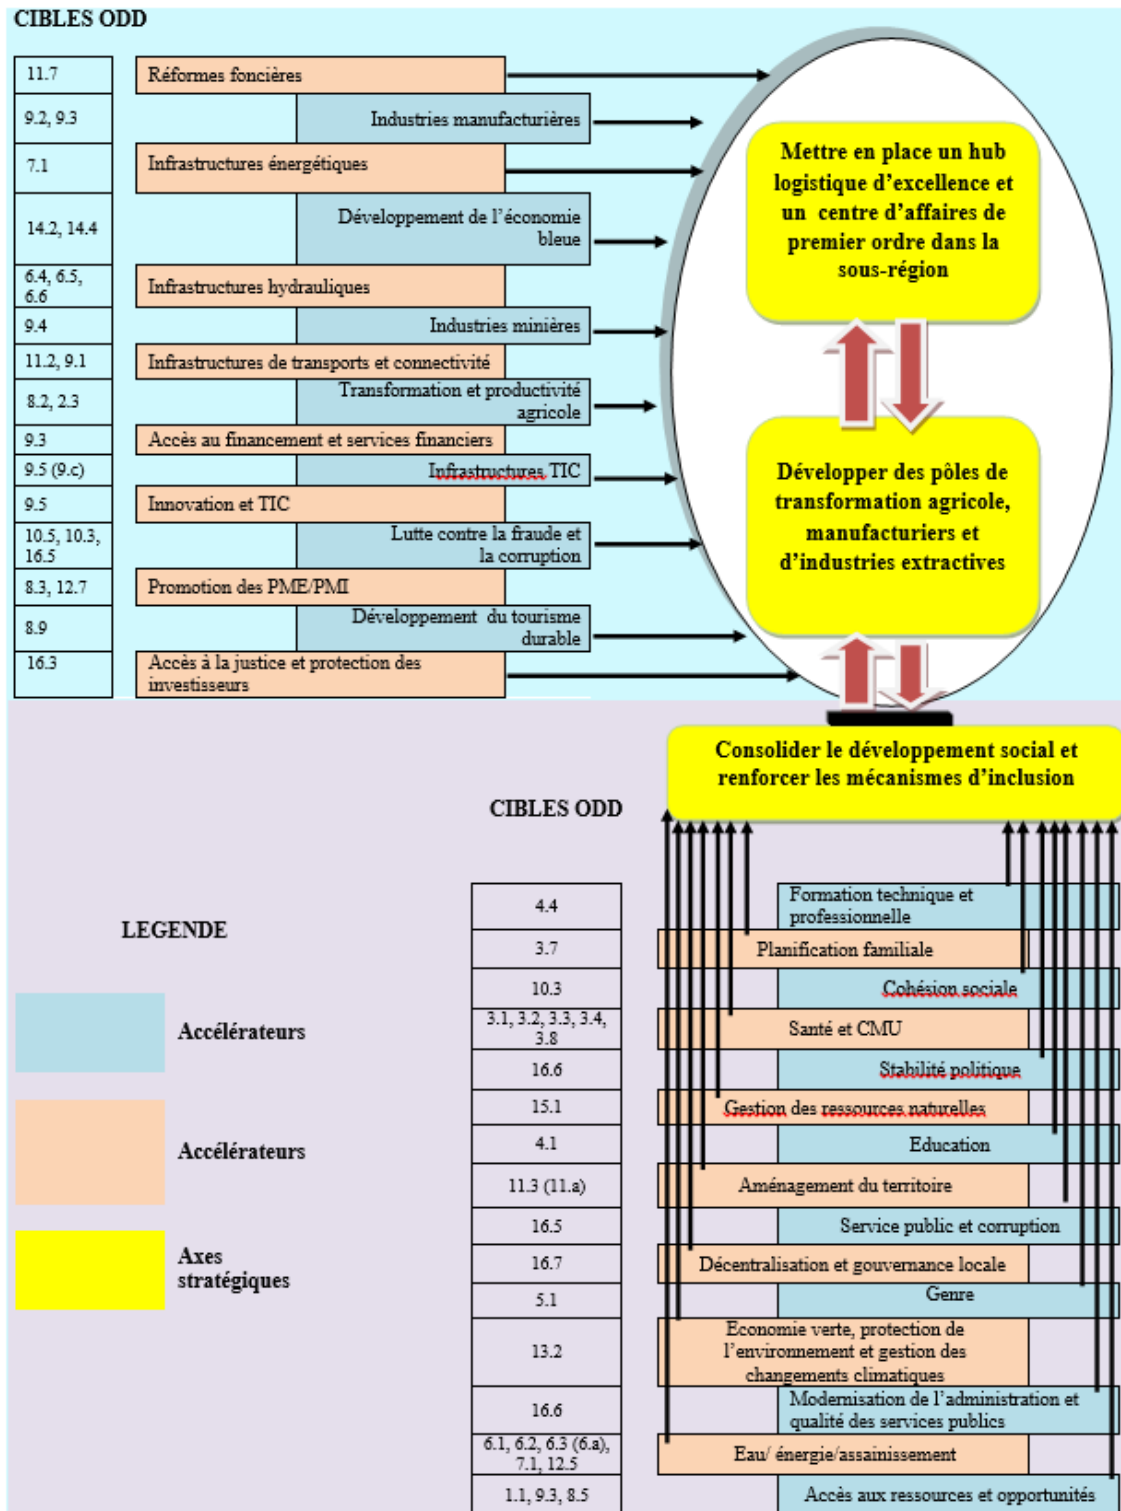 CIBLES ODD
11.7
Réformes foncières
9.2, 9.3
Industries manufacturières
7.1
Infrastructures énergétiques
14.2, 14.4
Développement de l'économie
bleue
6.4, 6.5,
6.6
Infrastructures hydrauliques
9.4
Industries minières
11.2, 9.1
Infrastructures de transports et connectivité
8.2, 2.3
Transformation et productivité
agricole
9.3
Accès au financement et services financiers
9.5 (9.c)
Infrastructures TIC
9.5
Innovation et TIC
10.5, 10.3,
16.5
Lutte contre la fraude et
la corruption
8.3, 12.7
Promotion des PME/PMI
8.9
Développement du tourisme
durable
16.3
Accès à la justice et protection des
investisseurs
Mettre en place un hub
logistique d'excellence et
un centre d'affaires de
premier ordre dans la
sous-région
Développer des pôles de
transformation agricole,
manufacturiers et
d'industries extractives
Consolider le développement social et
renforcer les mécanismes d'inclusion
CIBLES ODD
4.4
Formation technique et
professionnelle
3.7
Planification familiale
10.3
Cohésion sociale
3.1, 3.2, 3.3, 3.4,
3.8
Santé et CMU
16.6
Stabilité politique
15.1
Gestion des ressources naturelles
4.1
Education
11.3 (11.a)
Aménagement du territoire
16.5
Service public et corruption
16.7
Décentralisation et gouvernance locale
5.1
Genre
13.2
Economie verte, protection de
l'environnement et gestion des
changements climatiques
16.6
Modernisation de l'administration et
qualité des services publics
6.1, 6.2, 6.3 (6.a),
7.1, 12.5
Eau/ énergie/assainissement
1.1, 9.3, 8.5
Accès aux ressources et opportunités
LEGENDE
Accélérateurs
Accélérateurs
Axes
stratégiques